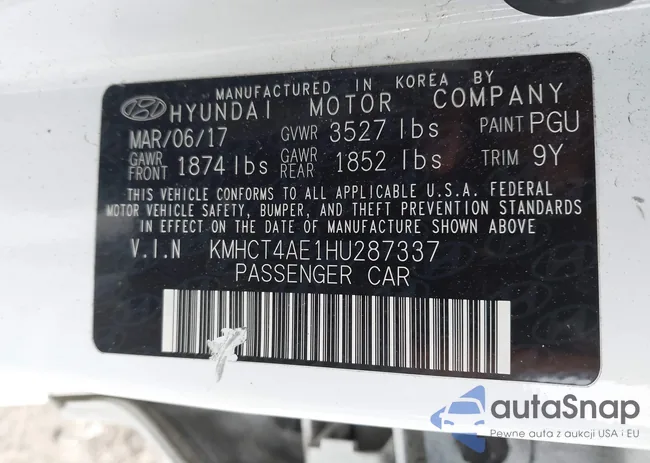 MANUFACTURED IN KOREA BY
HYUNDAI MOTOR COMPANY
MAR/06/17 GVWR 3527 lbs PAINT PGU
GAWR FRONT 1874 lbs GAWR REAR 1852 lbs TRIM 9Y
THIS VEHICLE CONFORMS TO ALL APPLICABLE U.S.A. FEDERAL
MOTOR VEHICLE SAFETY, BUMPER, AND THEFT PREVENTION STANDARDS
IN EFFECT ON THE DATE OF MANUFACTURE SHOWN ABOVE
V.I.N KMHCT4AE1HU287337
PASSENGER CAR
autaSnap
Pewne auta z aukcji USA i EU